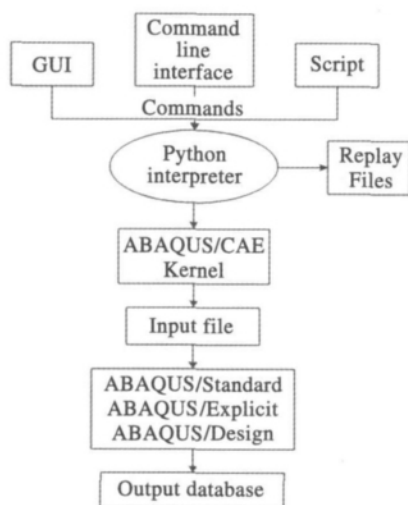 Command
line
interface
GUI
Script
Commands
Python
interpreter
Replay
Files
ABAQUS/CAE
Kernel
Input file
ABAQUS/Standard
ABAQUS/Explicit
ABAQUS/Design
Output database